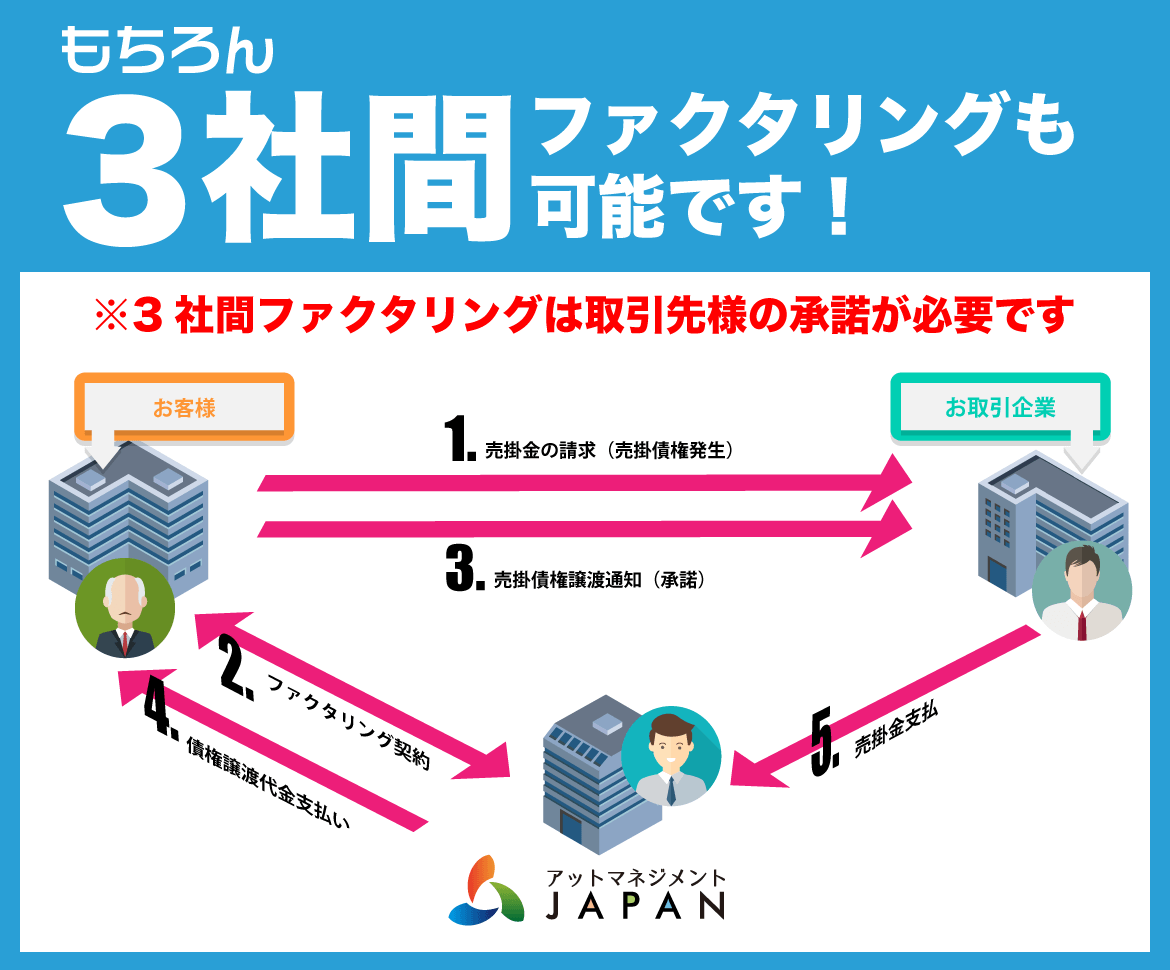 もちろん
3社間
ファクタリングも
可能です！
※3 社間ファクタリングは取引先様の承諾が必要です
お客様
お取引企業
1. 売掛金の請求（売掛債権発生）
3. 売掛債権譲渡通知（承諾）
2. ファクタリング契約
4. 債権譲渡代金支払い
5. 売掛金支払
アットマネジメント
JAPAN